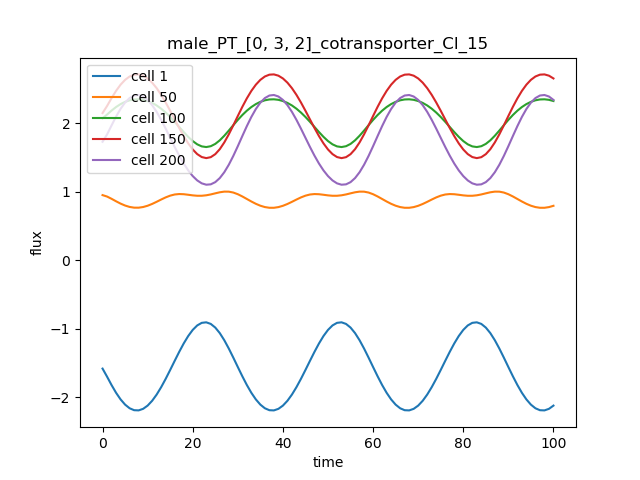 male_PT_[0, 3, 2]_cotransporter_Cl_15
cell 1
cell 50
cell 100
cell 150
cell 200
flux
2
1
0
−1
−2
0 20 40 60 80 100
time